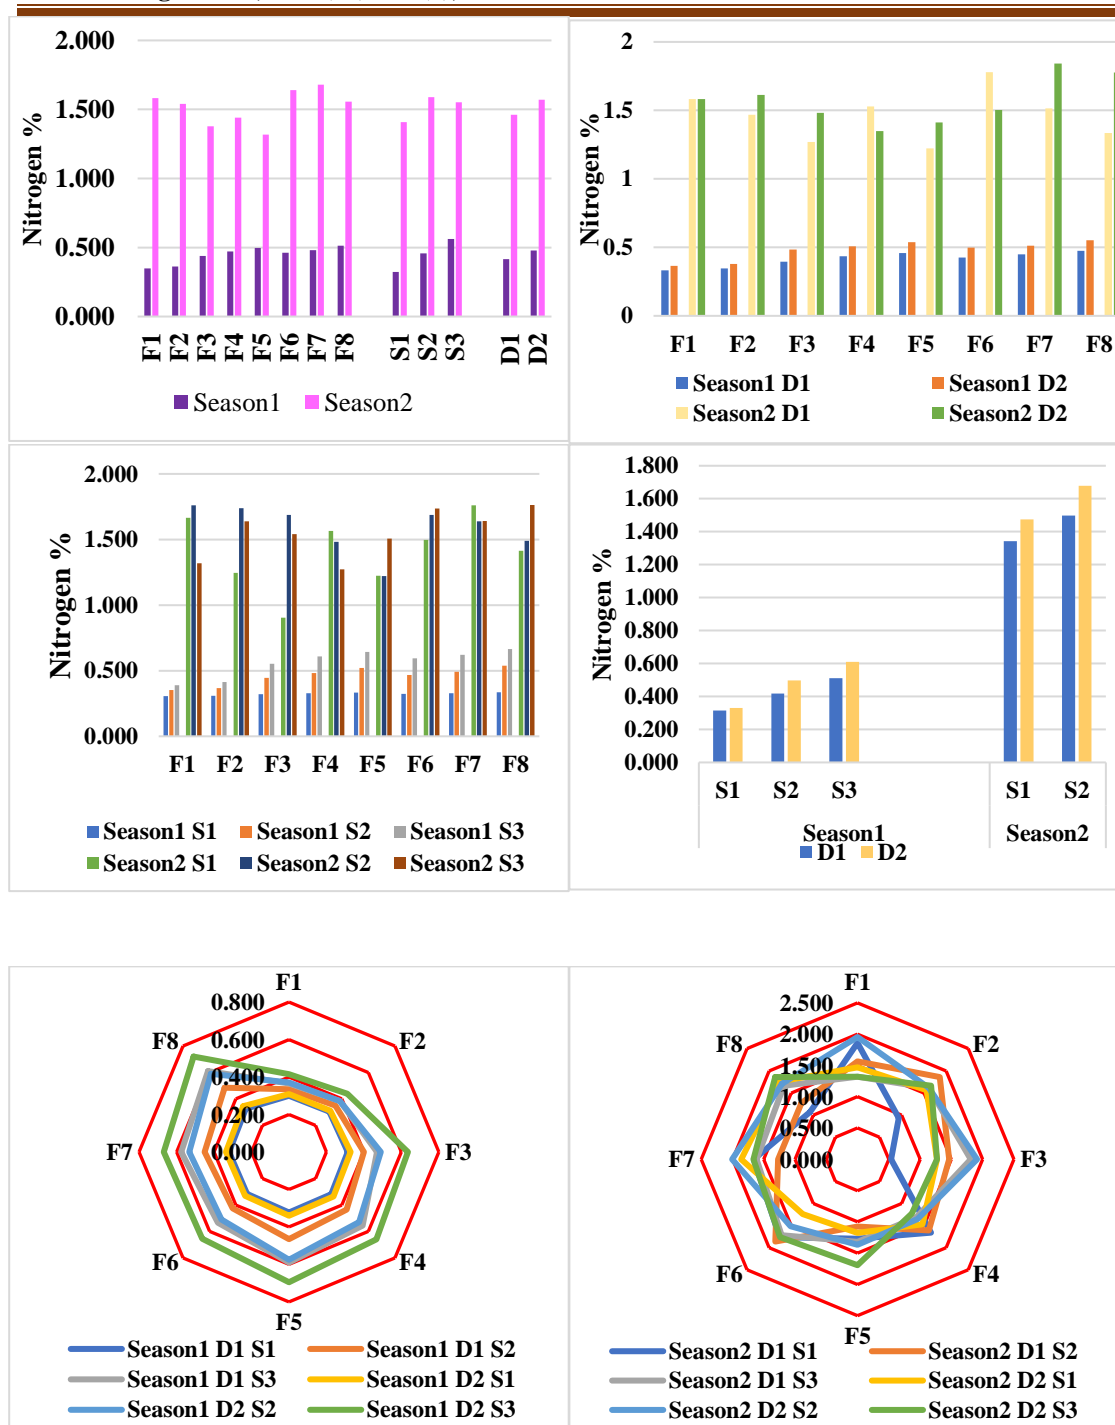 2.000
1.500
1.000
0.500
0.000
Nitrogen %
F1 F2 F3 F4 F5 F6 F7 F8 S1 S2 S3 D1 D2
Season1 Season2
2
1.5
1
0.5
0
Nitrogen %
F1 F2 F3 F4 F5 F6 F7 F8
Season1 D1 Season1 D2
Season2 D1 Season2 D2
2.000
1.500
1.000
0.500
0.000
Nitrogen %
F1 F2 F3 F4 F5 F6 F7 F8
Season1 S1 Season1 S2 Season1 S3
Season2 S1 Season2 S2 Season2 S3
1.800
1.600
1.400
1.200
1.000
0.800
0.600
0.400
0.200
0.000
Nitrogen %
S1 S2 S3 S1 S2
Season1 Season2
D1 D2
F1
0.800
F8 F2
0.600
0.400
0.200
F7 0.000 F3
F6 F4
F5
Season1 D1 S1 Season1 D1 S2
Season1 D1 S3 Season1 D2 S1
Season1 D2 S2 Season1 D2 S3
F1
2.500
F8 2.000 F2
1.500
1.000
0.500
F7 0.000 F3
F6 F4
F5
Season2 D1 S1 Season2 D1 S2
Season2 D1 S3 Season2 D2 S1
Season2 D2 S2 Season2 D2 S3